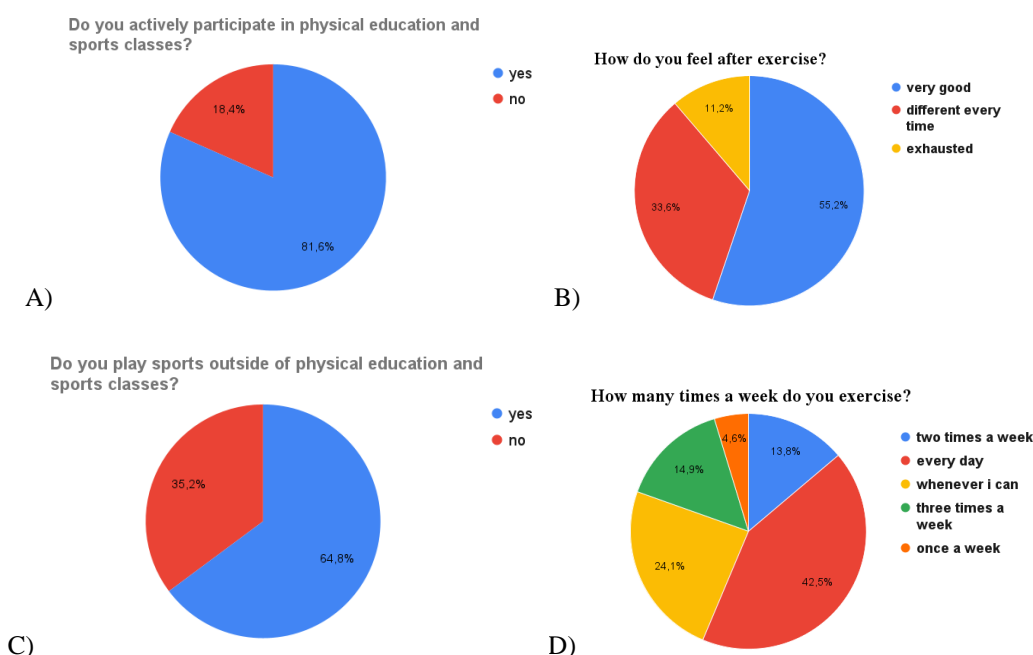 Do you actively participate in physical education and
sports classes?
yes
no
18,4%
81,6%
A)
How do you feel after exercise?
very good
different every
time
exhausted
11,2%
33,6%
55,2%
B)
Do you play sports outside of physical education and
sports classes?
yes
no
35,2%
64,8%
C)
How many times a week do you exercise?
two times a week
every day
whenever i can
three times a
week
once a week
4,6%
13,8%
14,9%
24,1%
42,5%
D)